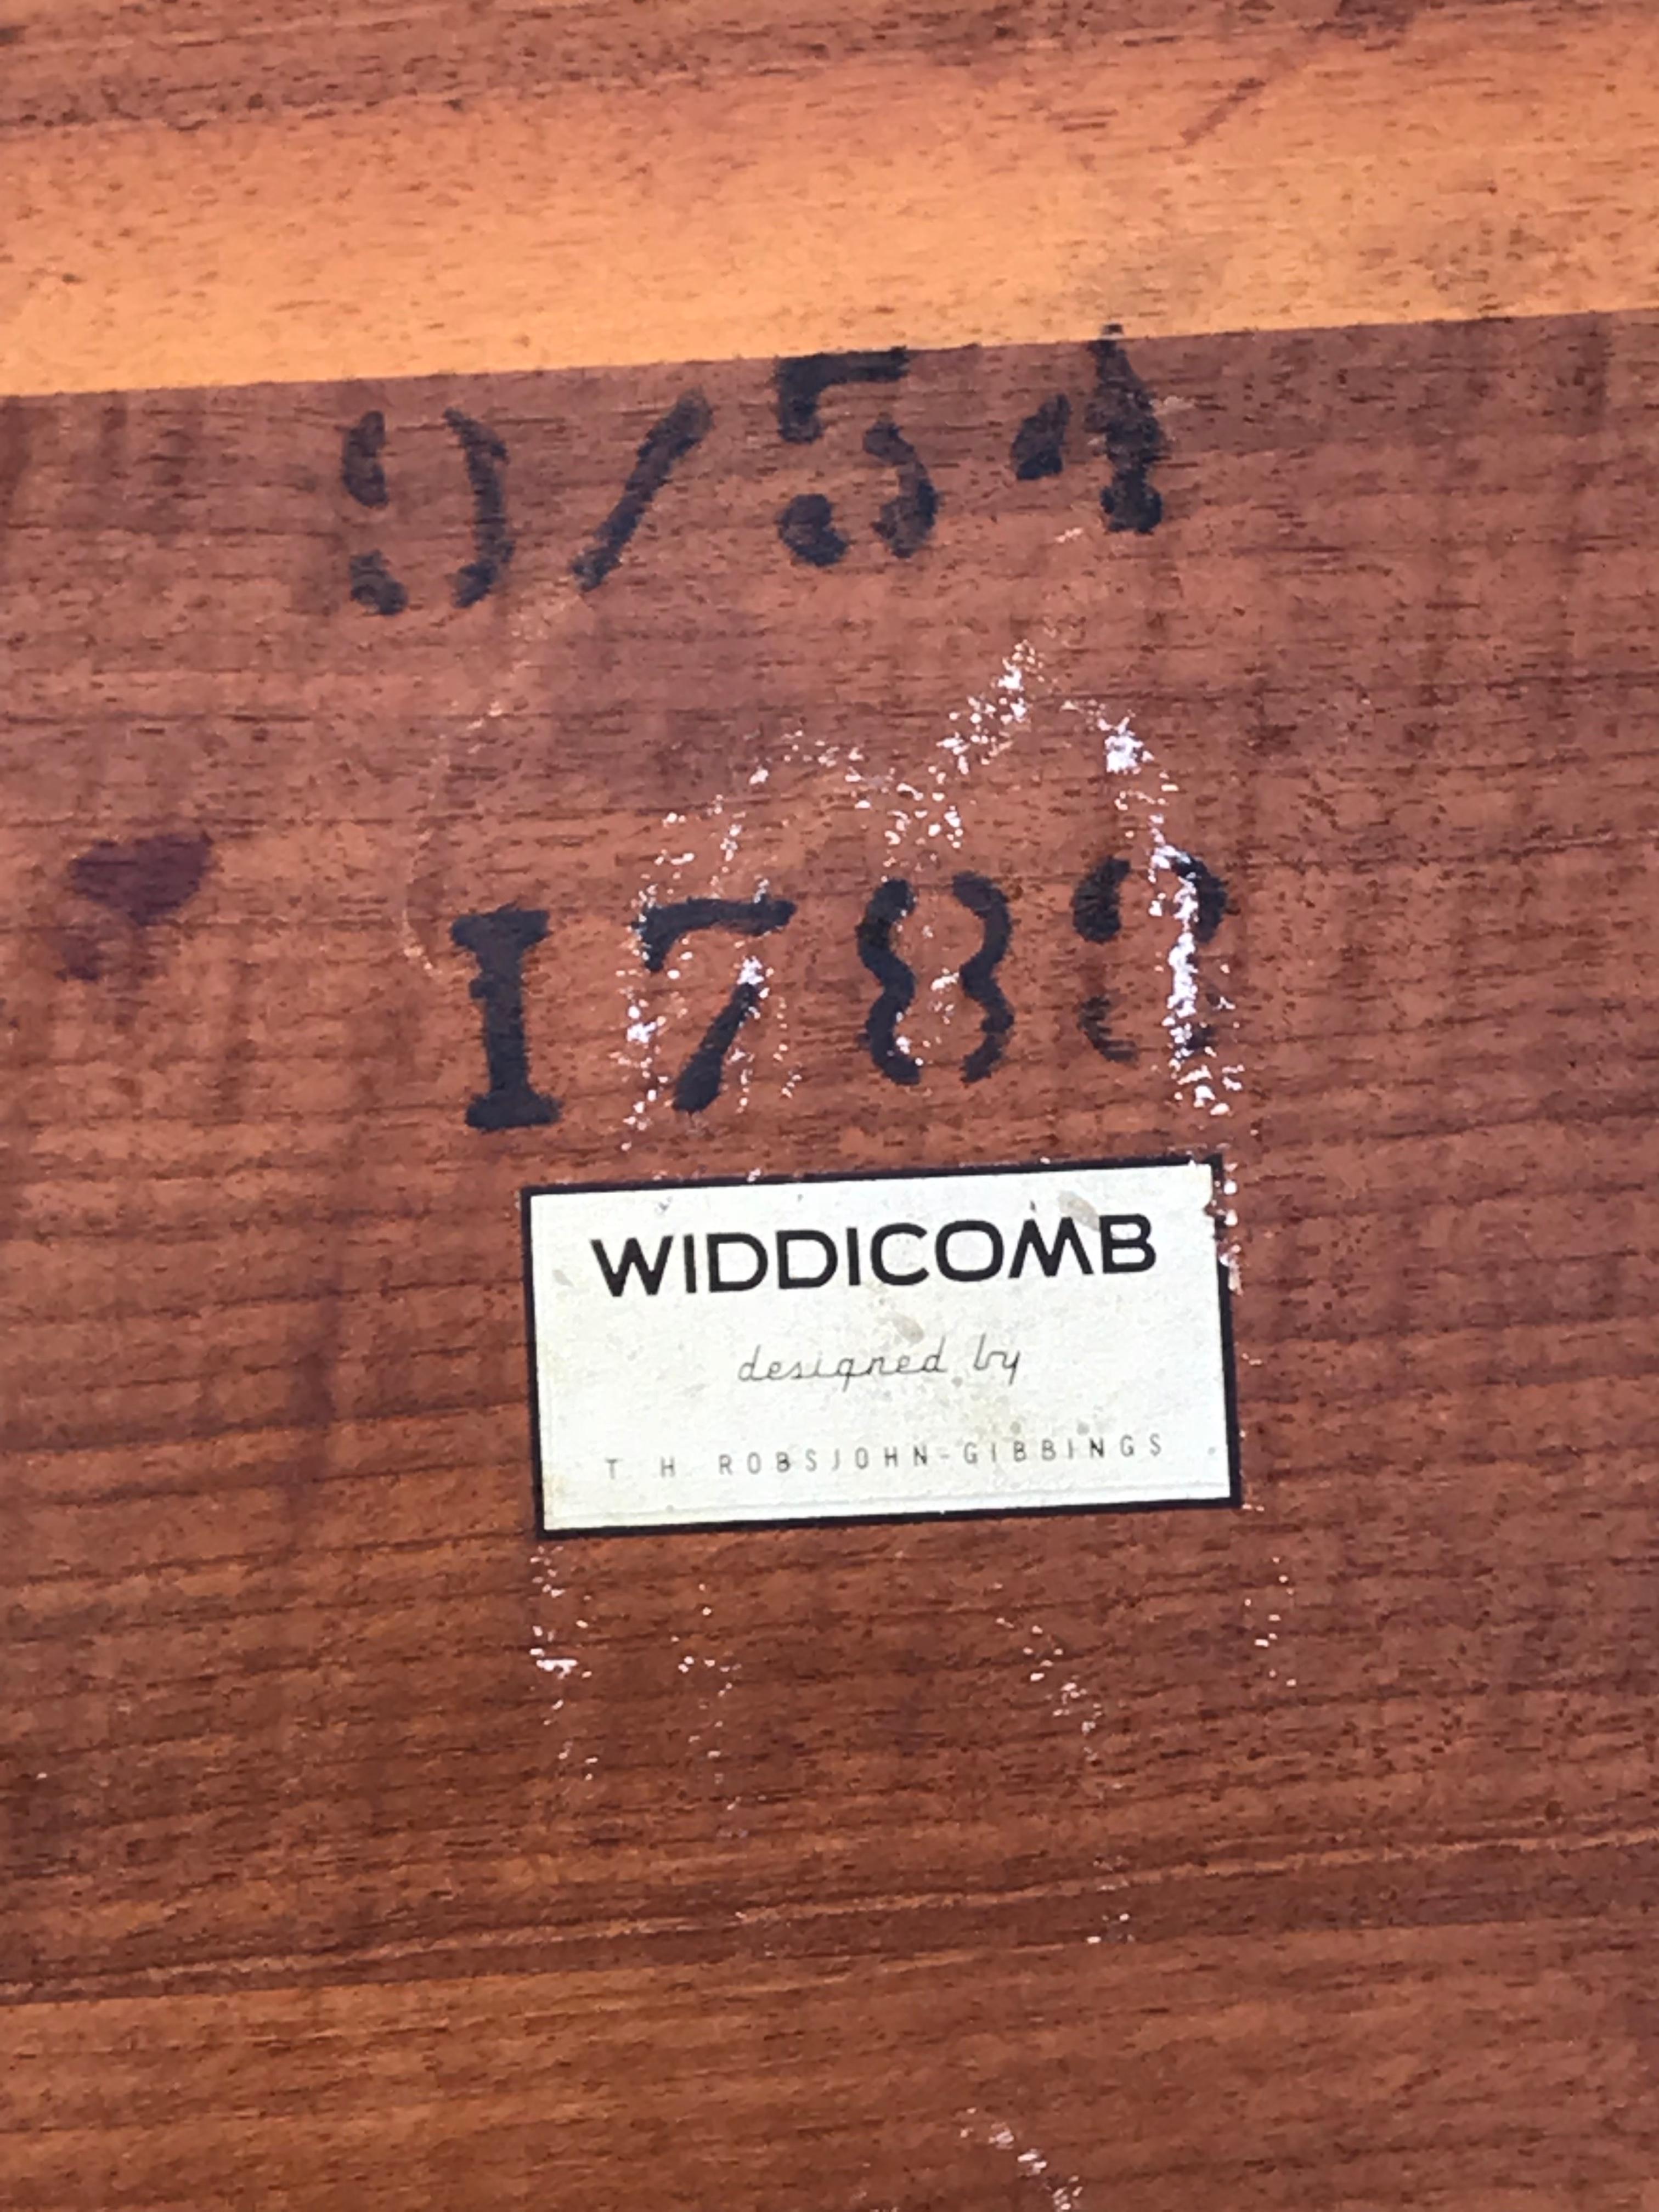 9/54
1789
WIDDICOMB
designed by
T H ROBSJOHN-GIBBINGS